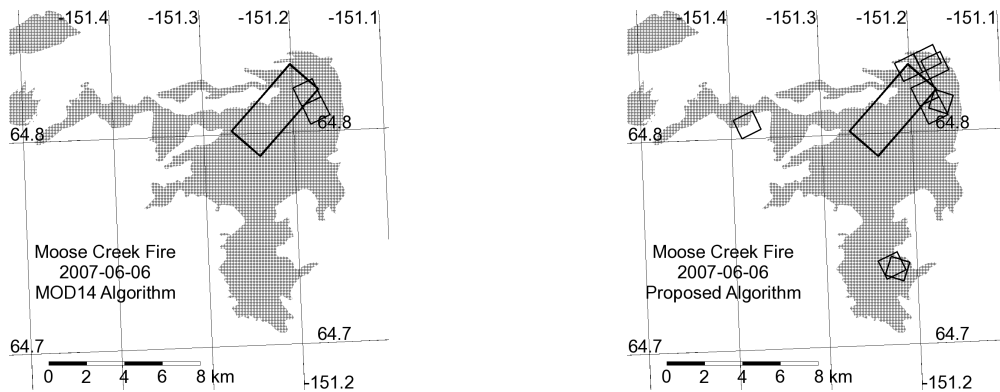 -151.4 -151.3 -151.2 -151.1
64.8 64.8
Moose Creek Fire
2007-06-06
MOD14 Algorithm
64.7 64.7
0 2 4 6 8 km
-151.2
-151.4 -151.3 -151.2 -151.1
64.8 64.8
Moose Creek Fire
2007-06-06
Proposed Algorithm
64.7 64.7
0 2 4 6 8 km
-151.2